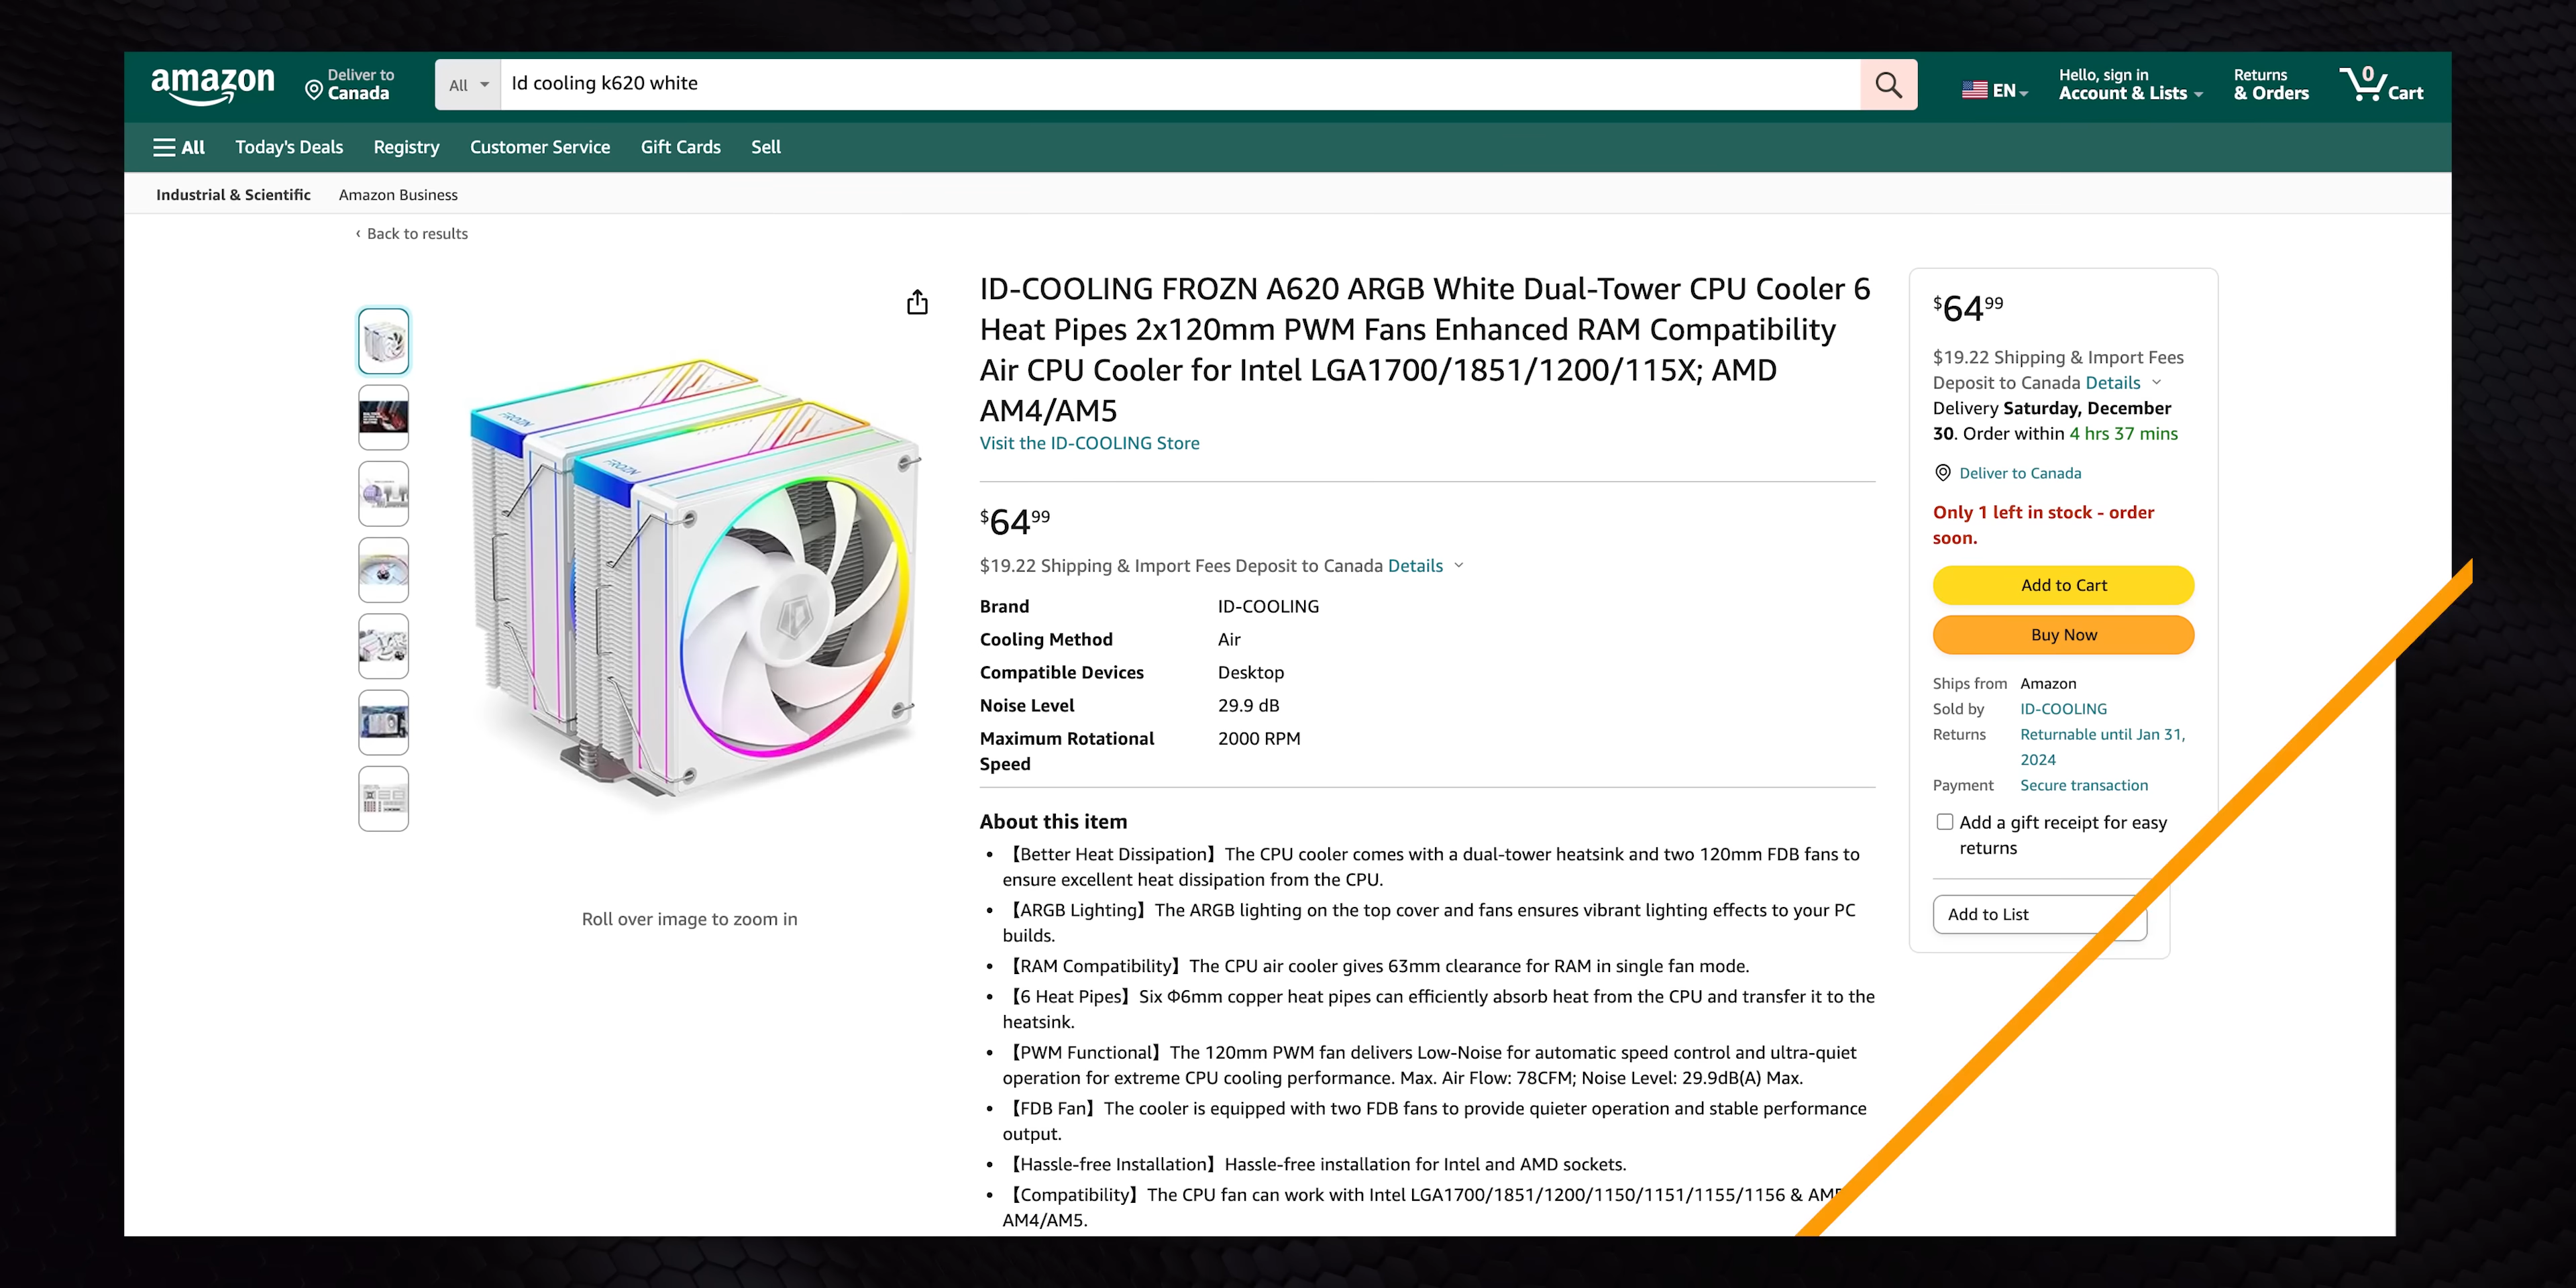 amazon
Deliver to
Canada
All
Id cooling k620 white
EN
Hello, sign in
Account & Lists
Returns
& Orders
0
Cart
All
Today's Deals
Registry
Customer Service
Gift Cards
Sell
Industrial & Scientific
Amazon Business
‹ Back to results
FROZN
FROZN
Roll over image to zoom in
ID-COOLING FROZN A620 ARGB White Dual-Tower CPU Cooler 6
Heat Pipes 2x120mm PWM Fans Enhanced RAM Compatibility
Air CPU Cooler for Intel LGA1700/1851/1200/115X; AMD
AM4/AM5
Visit the ID-COOLING Store
$6499
$19.22 Shipping & Import Fees Deposit to Canada Details
Brand ID-COOLING
Cooling Method Air
Compatible Devices Desktop
Noise Level 29.9 dB
Maximum Rotational 2000 RPM
Speed
About this item
• 【Better Heat Dissipation】The CPU cooler comes with a dual-tower heatsink and two 120mm FDB fans to
ensure excellent heat dissipation from the CPU.
• 【ARGB Lighting】The ARGB lighting on the top cover and fans ensures vibrant lighting effects to your PC
builds.
• 【RAM Compatibility】The CPU air cooler gives 63mm clearance for RAM in single fan mode.
• 【6 Heat Pipes】Six Φ6mm copper heat pipes can efficiently absorb heat from the CPU and transfer it to the
heatsink.
• 【PWM Functional】The 120mm PWM fan delivers Low-Noise for automatic speed control and ultra-quiet
operation for extreme CPU cooling performance. Max. Air Flow: 78CFM; Noise Level: 29.9dB(A) Max.
• 【FDB Fan】The cooler is equipped with two FDB fans to provide quieter operation and stable performance
output.
• 【Hassle-free Installation】Hassle-free installation for Intel and AMD sockets.
• 【Compatibility】The CPU fan can work with Intel LGA1700/1851/1200/1150/1151/1155/1156 &
AM4/AM5.
$6499
$19.22 Shipping & Import Fees
Deposit to Canada Details
Delivery Saturday, December
30. Order within 4 hrs 37 mins
Deliver to Canada
Only 1 left in stock - order
soon.
Add to Cart
Buy Now
Ships from Amazon
Sold by ID-COOLING
Returns Returnable until Jan 31,
2024
Payment Secure transaction
Add a gift receipt for easy
returns
Add to List